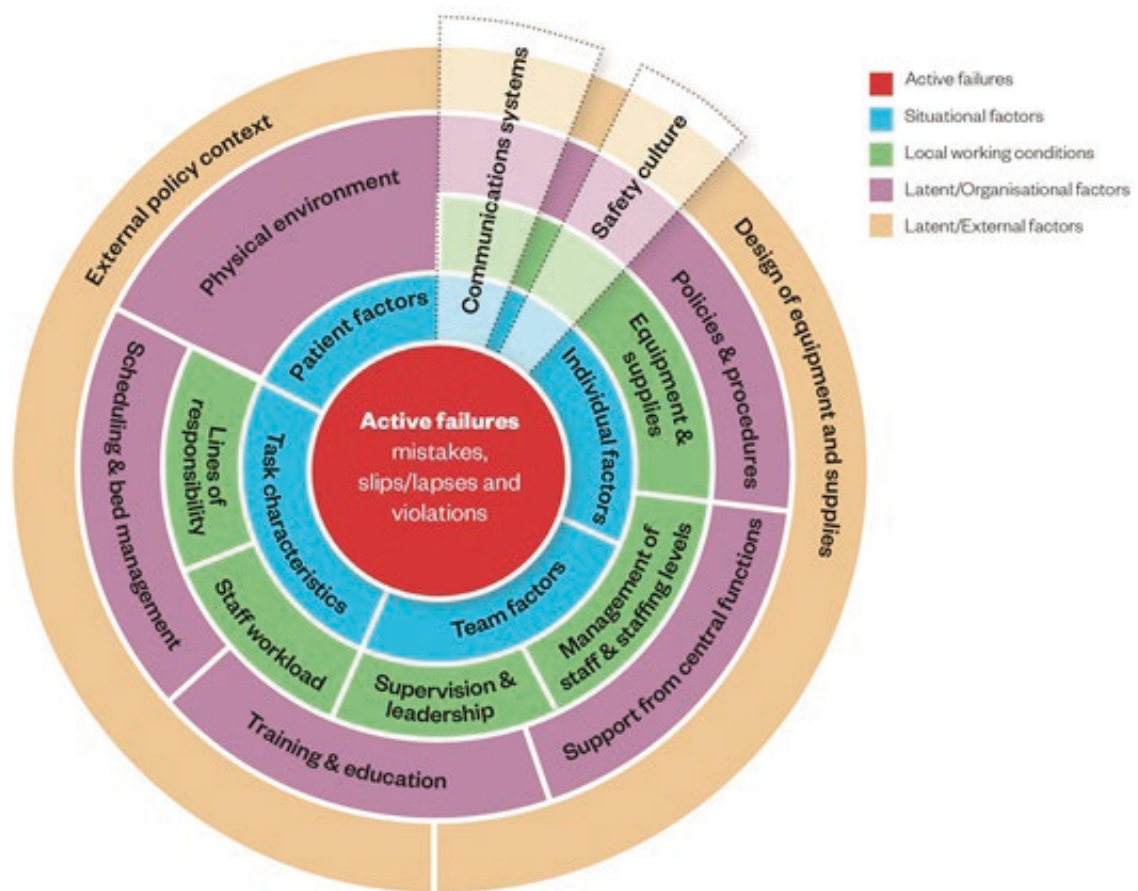 Communications systems
Safety culture
External policy context
Physical environment
Patient factors
Design of equipment and supplies
Policies & procedures
Equipment &
supplies
Individual factors
Scheduling & bed management
Lines of
responsibility
Task characteristics
Active failures
mistakes,
slips/lapses and
violations
Team factors
Management of
staff & staffing levels
Staff workload
Supervision &
leadership
Support from central functions
Training & education
Active failures
Situational factors
Local working conditions
Latent/Organisational factors
Latent/External factors